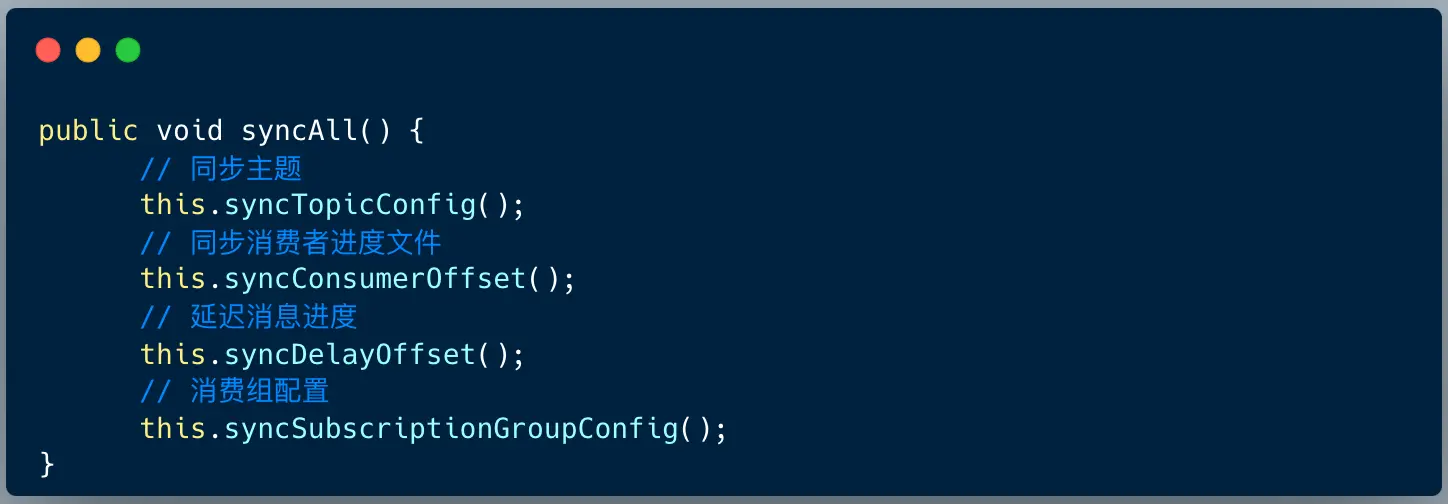 public void syncAll() {
// 同步主题
this.syncTopicConfig();
// 同步消费者进度文件
this.syncConsumerOffset();
// 延迟消息进度
this.syncDelayOffset();
// 消费组配置
this.syncSubscriptionGroupConfig();
}